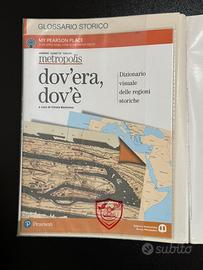 GLOSSARIO STORICO
MY PEARSON PLACE
metropolis
dov'era,
dov'è
Dizionario
visuale
delle regioni
storiche
Pearson
subito